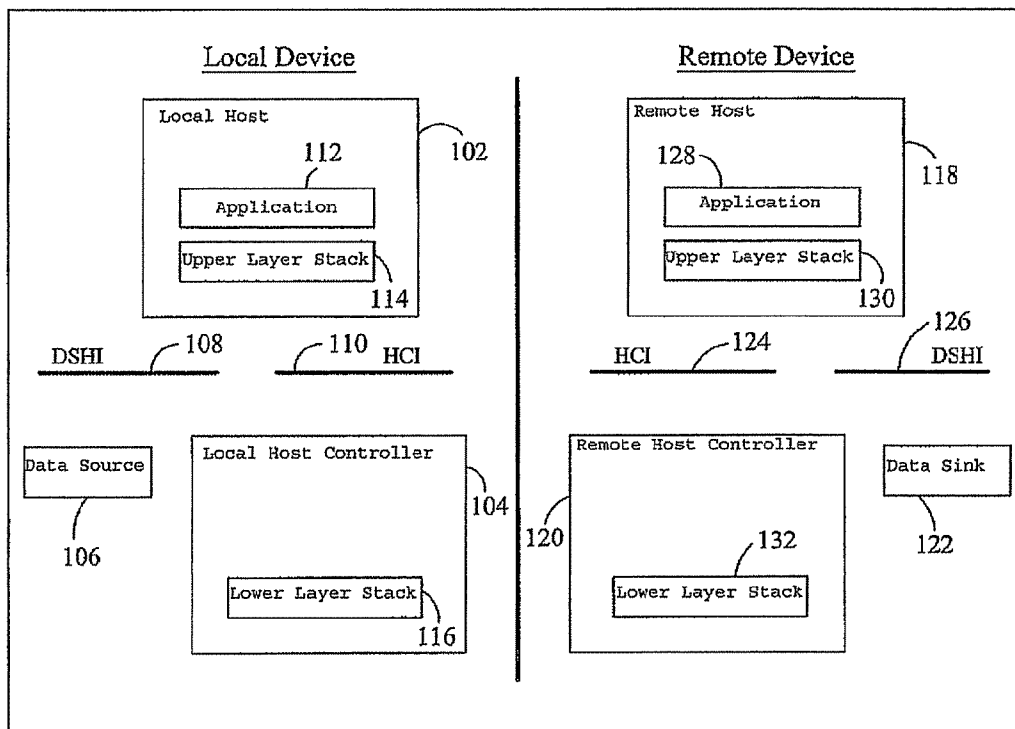 Local Device
Remote Device
Local Host
102
112
Application
Upper Layer Stack
114
Remote Host
118
128
Application
Upper Layer Stack
130
DSHI
108
110
HCI
HCI
124
126
DSHI
Data Source
106
Local Host Controller
104
Lower Layer Stack
116
Remote Host Controller
120
132
Lower Layer Stack
Data Sink
122